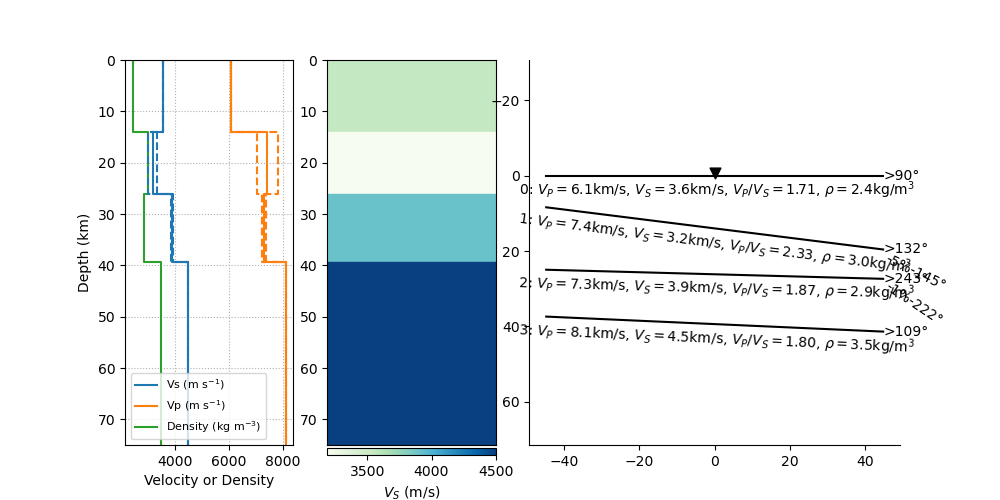 0
10
20
30
40
50
60
70
Depth (km)
Vs (m s⁻¹)
Vp (m s⁻¹)
Density (kg m⁻³)
4000 6000 8000
Velocity or Density
0
10
20
30
40
50
60
70
3500 4000 4500
V_S (m/s)
−20
0
20
40
60
>90°
0: V_P = 6.1km/s, V_S = 3.6km/s, V_P/V_S = 1.71, ρ = 2.4kg/m³
>132°
1: V_P = 7.4km/s, V_S = 3.2km/s, V_P/V_S = 2.33, ρ = 3.0kg/m³
5%-145°
>243°
2: V_P = 7.3km/s, V_S = 3.9km/s, V_P/V_S = 1.87, ρ = 2.9kg/m³
-1%-222°
>109°
3: V_P = 8.1km/s, V_S = 4.5km/s, V_P/V_S = 1.80, ρ = 3.5kg/m³
−40 −20 0 20 40